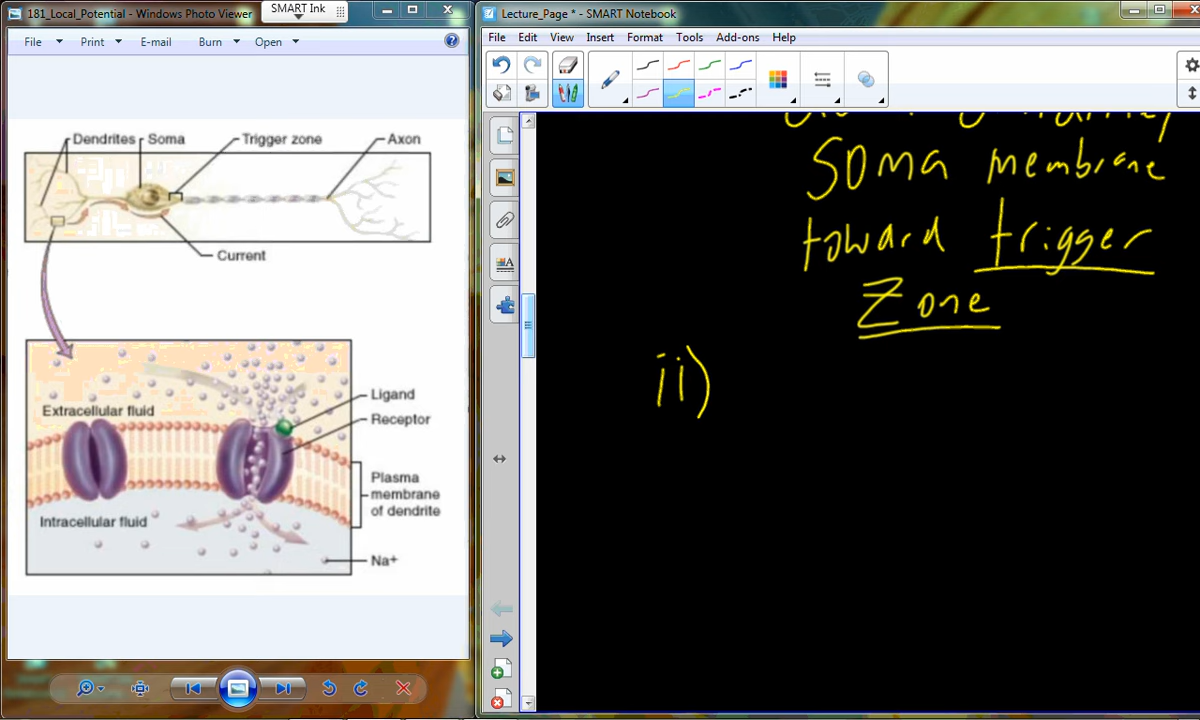 181_Local_Potential - Windows Photo Viewer
SMART Ink
File Print E-mail Burn Open
Dendrites Soma Trigger zone Axon
Current
Extracellular fluid
Ligand
Receptor
Plasma
membrane
of dendrite
Intracellular fluid
Na+
Lecture_Page * - SMART Notebook
File Edit View Insert Format Tools Add-ons Help
Soma membrane
toward trigger
Zone
ii)